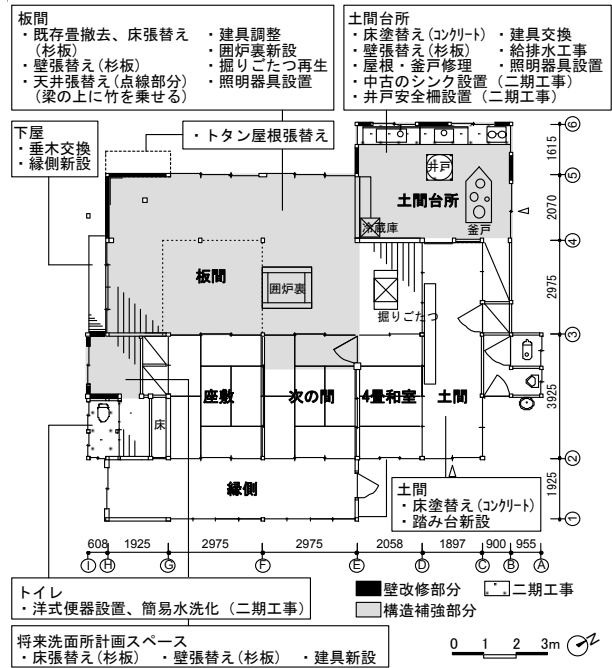 板間
・既存畳撤去、床張替え ・建具調整
(杉板) ・囲炉裏新設
・壁張替え(杉板) ・掘りごたつ再生
・天井張替え(点線部分) ・照明器具設置
(梁の上に竹を乗せる)
土間台所
・床塗替え(コンクリート) ・建具交換
・壁張替え(杉板) ・給排水工事
・屋根・釜戸修理 ・照明器具設置
・中古のシンク設置(二期工事)
・井戸安全柵設置(二期工事)
下屋
・垂木交換
・縁側新設
・トタン屋根張替え
井戸
土間台所
冷蔵庫
釜戸
板間
囲炉裏
掘りごたつ
座敷
次の間
4畳和室
土間
床
縁側
土間
・床塗替え(コンクリート)
・踏み台新設
⑥
1615
⑤
2070
④
2975
③
3925
②
1925
①
608 1925 2975 2975 2058 1897 900 955
Ⓘ Ⓗ Ⓖ Ⓕ Ⓔ Ⓓ Ⓒ Ⓑ Ⓐ
トイレ
・洋式便器設置、簡易水洗化(二期工事)
壁改修部分 二期工事
構造補強部分
将来洗面所計画スペース
・床張替え(杉板) ・壁張替え(杉板) ・建具新設
0 1 2 3m
N